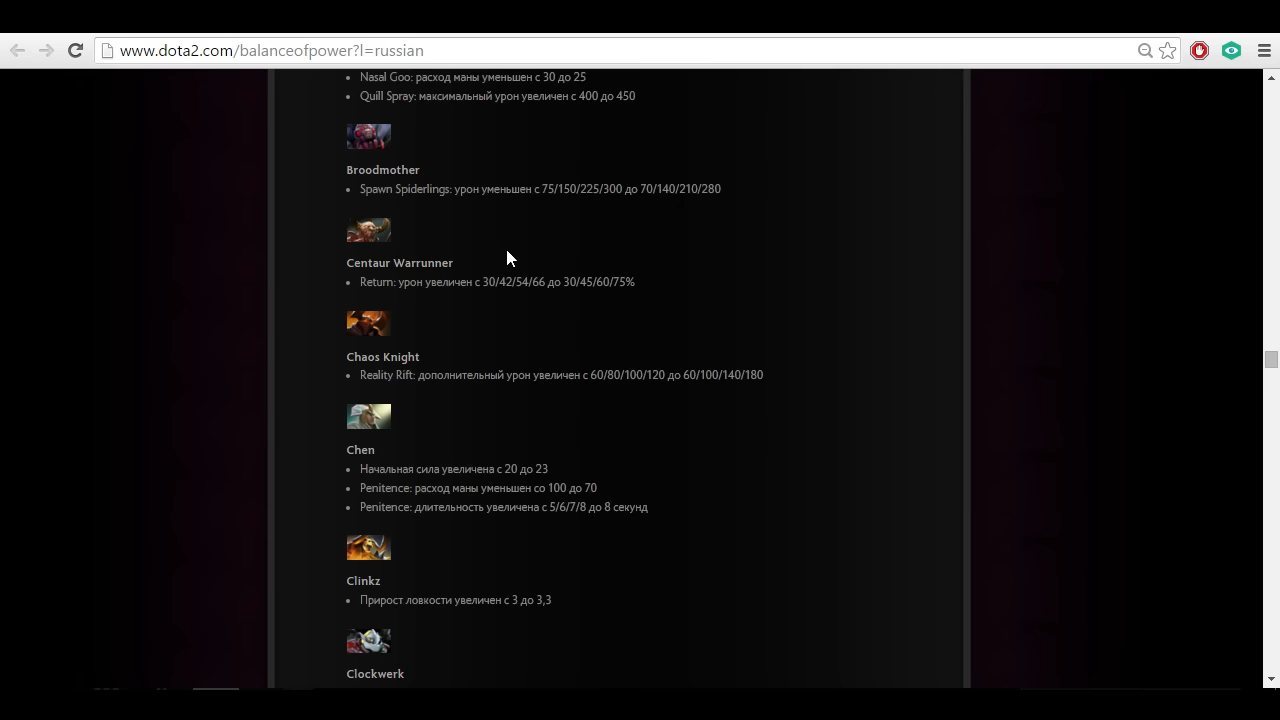 www.dota2.com/balanceofpower?l=russian
Nasal Goo: расход маны уменьшен с 30 до 25
Quill Spray: максимальный урон увеличен с 400 до 450
Broodmother
Spawn Spiderlings: урон уменьшен с 75/150/225/300 до 70/140/210/280
Centaur Warrunner
Return: урон увеличен с 30/42/54/66 до 30/45/60/75%
Chaos Knight
Reality Rift: дополнительный урон увеличен с 60/80/100/120 до 60/100/140/180
Chen
Начальная сила увеличена с 20 до 23
Penitence: расход маны уменьшен со 100 до 70
Penitence: длительность увеличена с 5/6/7/8 до 8 секунд
Clinkz
Прирост ловкости увеличен с 3 до 3,3
Clockwerk